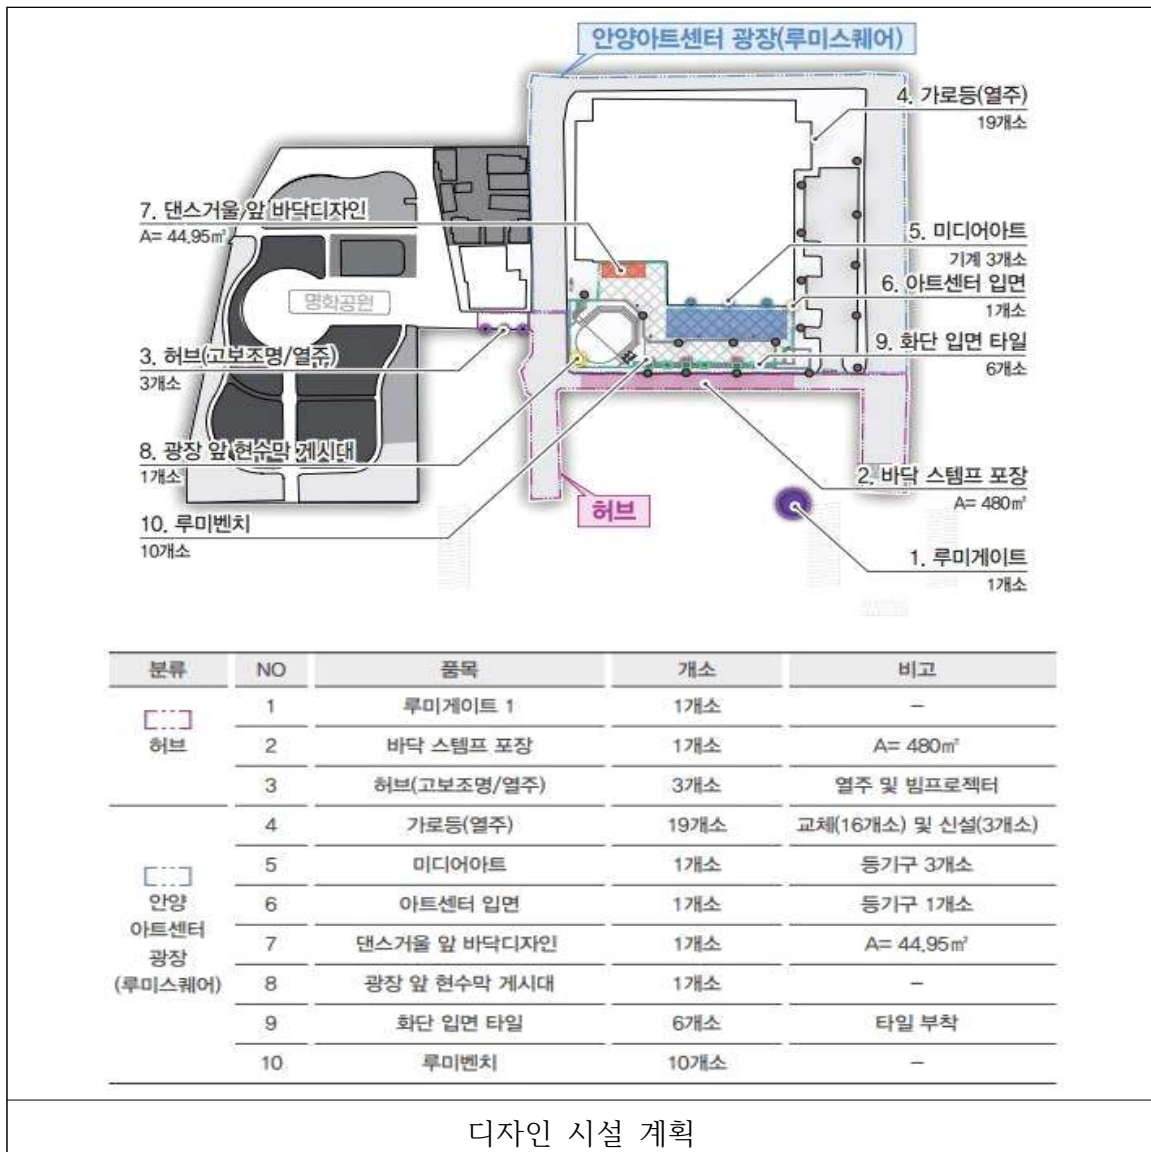 안양아트센터 광장(루미스퀘어)
4. 가로등(열주)
19개소
7. 댄스거울 앞 바닥디자인
A= 44.95㎡
5. 미디어아트
기계 3개소
6. 아트센터 입면
1개소
명학공원
9. 화단 입면 타일
6개소
3. 허브(고보조명/열주)
3개소
8. 광장 앞 현수막 게시대
1개소
2. 바닥 스템프 포장
A= 480㎡
허브
10. 루미벤치
10개소
1. 루미게이트
1개소
분류 NO 품목 개소 비고
허브
1 루미게이트 1 1개소 –
2 바닥 스템프 포장 1개소 A= 480㎡
3 허브(고보조명/열주) 3개소 열주 및 빔프로젝터
안양
아트센터
광장
(루미스퀘어)
4 가로등(열주) 19개소 교체(16개소) 및 신설(3개소)
5 미디어아트 1개소 등기구 3개소
6 아트센터 입면 1개소 등기구 1개소
7 댄스거울 앞 바닥디자인 1개소 A= 44.95㎡
8 광장 앞 현수막 게시대 1개소 –
9 화단 입면 타일 6개소 타일 부착
10 루미벤치 10개소 –
디자인 시설 계획